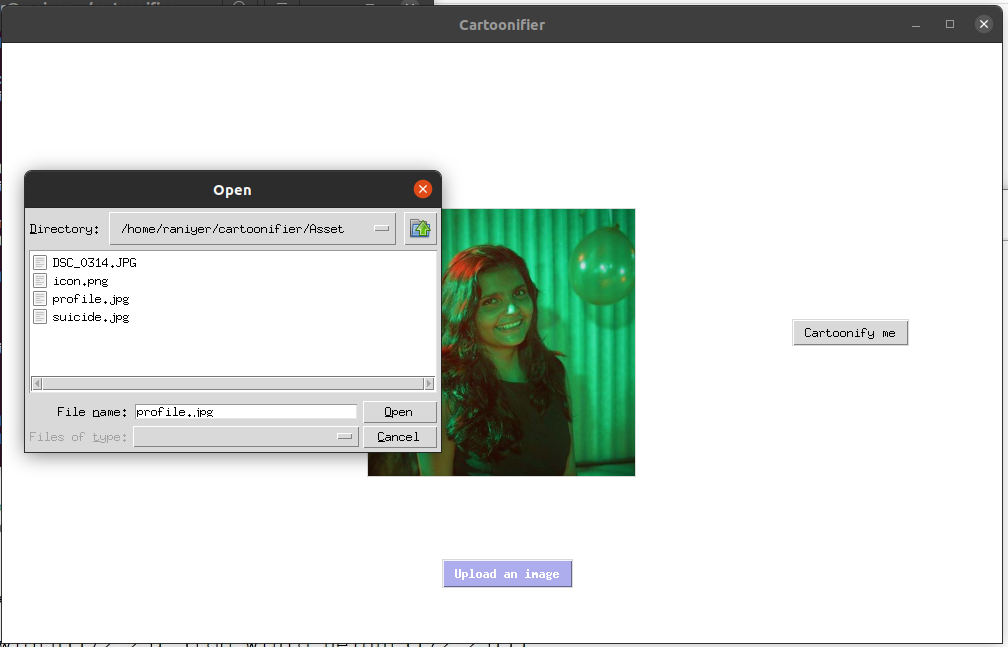 Cartoonifier
Open
Directory:
/home/raniyer/cartoonifier/Asset
DSC_0314.JPG
icon.png
profile.jpg
suicide.jpg
File name:
profile.jpg
Open
Files of type:
Cancel
Cartoonify me
Upload an image